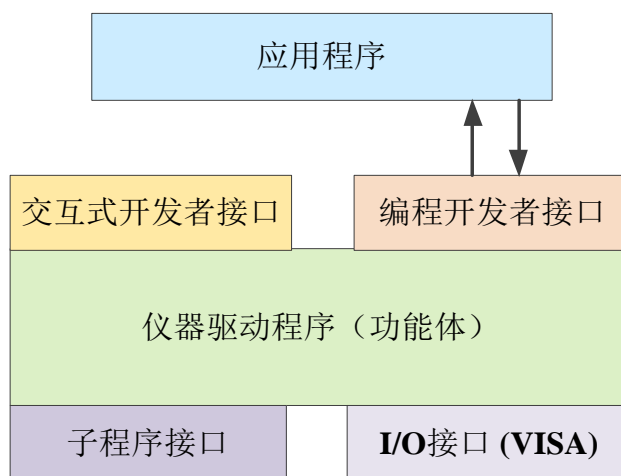 应用程序
交互式开发者接口
编程开发者接口
仪器驱动程序（功能体）
子程序接口
I/O接口 (VISA)